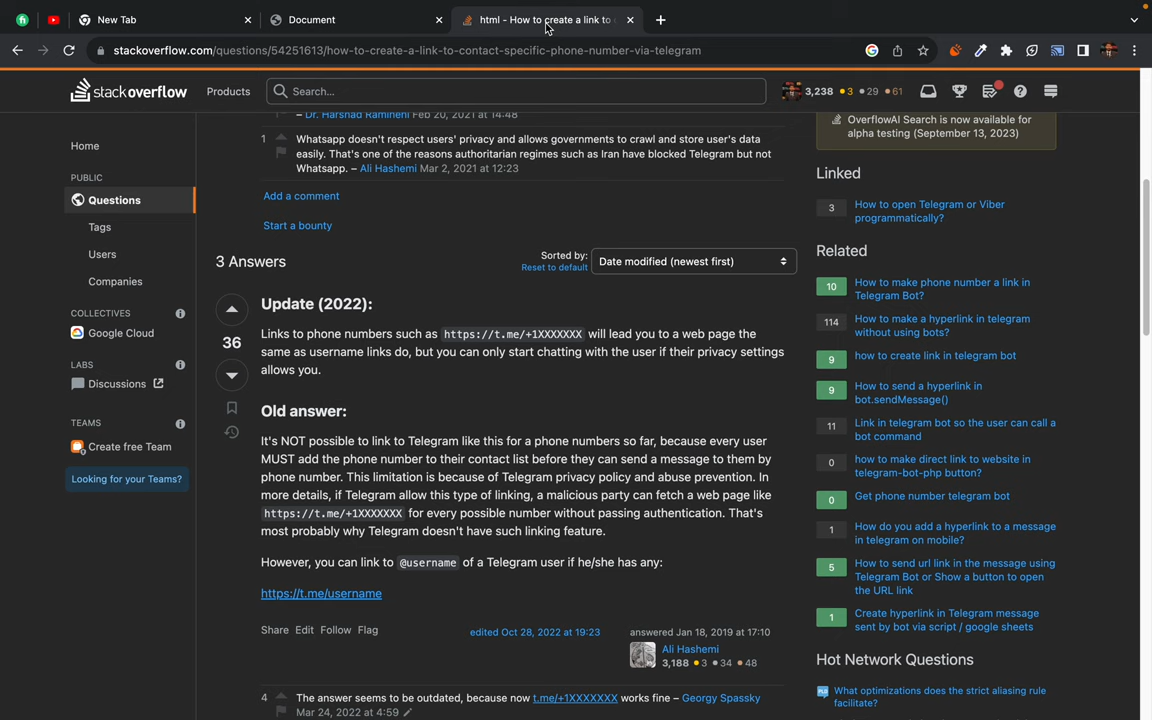 New Tab
Document
html - How to create a link to
stackoverflow.com/questions/54251613/how-to-create-a-link-to-contact-specific-phone-number-via-telegram
stackoverflow
Products
Search...
3,238 3 29 61
– Dr. Harshad Ramineni Feb 20, 2021 at 14:48
OverflowAI Search is now available for
alpha testing (September 13, 2023)
Home
PUBLIC
Questions
Tags
Users
Companies
COLLECTIVES
Google Cloud
LABS
Discussions
TEAMS
Create free Team
Looking for your Teams?
1 Whatsapp doesn't respect users' privacy and allows governments to crawl and store user's data
easily. That's one of the reasons authoritarian regimes such as Iran have blocked Telegram but not
Whatsapp. – Ali Hashemi Mar 2, 2021 at 12:23
Add a comment
Start a bounty
3 Answers
Sorted by:
Reset to default
Date modified (newest first)
36
Update (2022):
Links to phone numbers such as https://t.me/+1XXXXXXX will lead you to a web page the
same as username links do, but you can only start chatting with the user if their privacy settings
allows you.
Old answer:
It's NOT possible to link to Telegram like this for a phone numbers so far, because every user
MUST add the phone number to their contact list before they can send a message to them by
phone number. This limitation is because of Telegram privacy policy and abuse prevention. In
more details, if Telegram allow this type of linking, a malicious party can fetch a web page like
https://t.me/+1XXXXXXX for every possible number without passing authentication. That's
most probably why Telegram doesn't have such linking feature.
However, you can link to @username of a Telegram user if he/she has any:
https://t.me/username
Share Edit Follow Flag
edited Oct 28, 2022 at 19:23
answered Jan 18, 2019 at 17:10
Ali Hashemi
3,188 3 34 48
4 The answer seems to be outdated, because now t.me/+1XXXXXXX works fine – Georgy Spassky
Mar 24, 2022 at 4:59
Linked
3 How to open Telegram or Viber
programmatically?
Related
10 How to make phone number a link in
Telegram Bot?
114 How to make a hyperlink in telegram
without using bots?
9 how to create link in telegram bot
9 How to send a hyperlink in
bot.sendMessage()
11 Link in telegram bot so the user can call a
bot command
0 how to make direct link to website in
telegram-bot-php button?
0 Get phone number telegram bot
1 How do you add a hyperlink to a message
in telegram on mobile?
5 How to send url link in the message using
Telegram Bot or Show a button to open
the URL link
1 Create hyperlink in Telegram message
sent by bot via script / google sheets
Hot Network Questions
What optimizations does the strict aliasing rule
facilitate?